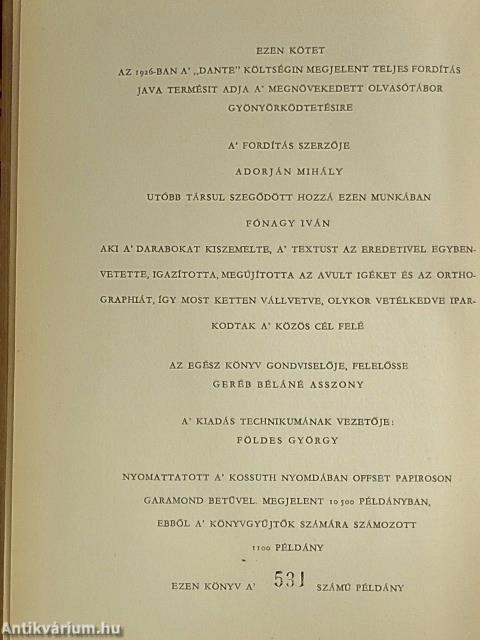 EZEN KÖTET
AZ 1926-BAN A' „DANTE” KÖLTSÉGIN MEGJELENT TELJES FORDÍTÁS
JAVA TERMÉSIT ADJA A' MEGNÖVEKEDETT OLVASÓTÁBOR
GYÖNYÖRKÖDTETÉSIRE
A' FORDÍTÁS SZERZŐJE
ADORJÁN MIHÁLY
UTÓBB TÁRSUL SZEGŐDÖTT HOZZÁ EZEN MUNKÁBAN
FÓNAGY IVÁN
AKI A' DARABOKAT KISZEMELTE, A' TEXTUST AZ EREDETIVEL EGYBEN-
VETETTE, IGAZÍTOTTA, MEGÚJÍTOTTA AZ AVULT IGÉKET ÉS AZ ORTHO-
GRAPHIÁT, ÍGY MOST KETTEN VÁLLVETVE, OLYKOR VETÉLKEDVE IPAR-
KODTAK A' KÖZÖS CÉL FELÉ
AZ EGÉSZ KÖNYV GONDVISELŐJE, FELELŐSSE
GERÉB BÉLÁNÉ ASSZONY
A' KIADÁS TECHNIKUMÁNAK VEZETŐJE:
FÖLDES GYÖRGY
NYOMATTATOTT A' KOSSUTH NYOMDÁBAN OFFSET PAPIROSON
GARAMOND BETŰVEL. MEGJELENT 10 500 PÉLDÁNYBAN,
EBBŐL A' KÖNYVGYŰJTŐK SZÁMÁRA SZÁMOZOTT
1100 PÉLDÁNY
EZEN KÖNYV A' 531 SZÁMÚ PÉLDÁNY
Antikvárium.hu